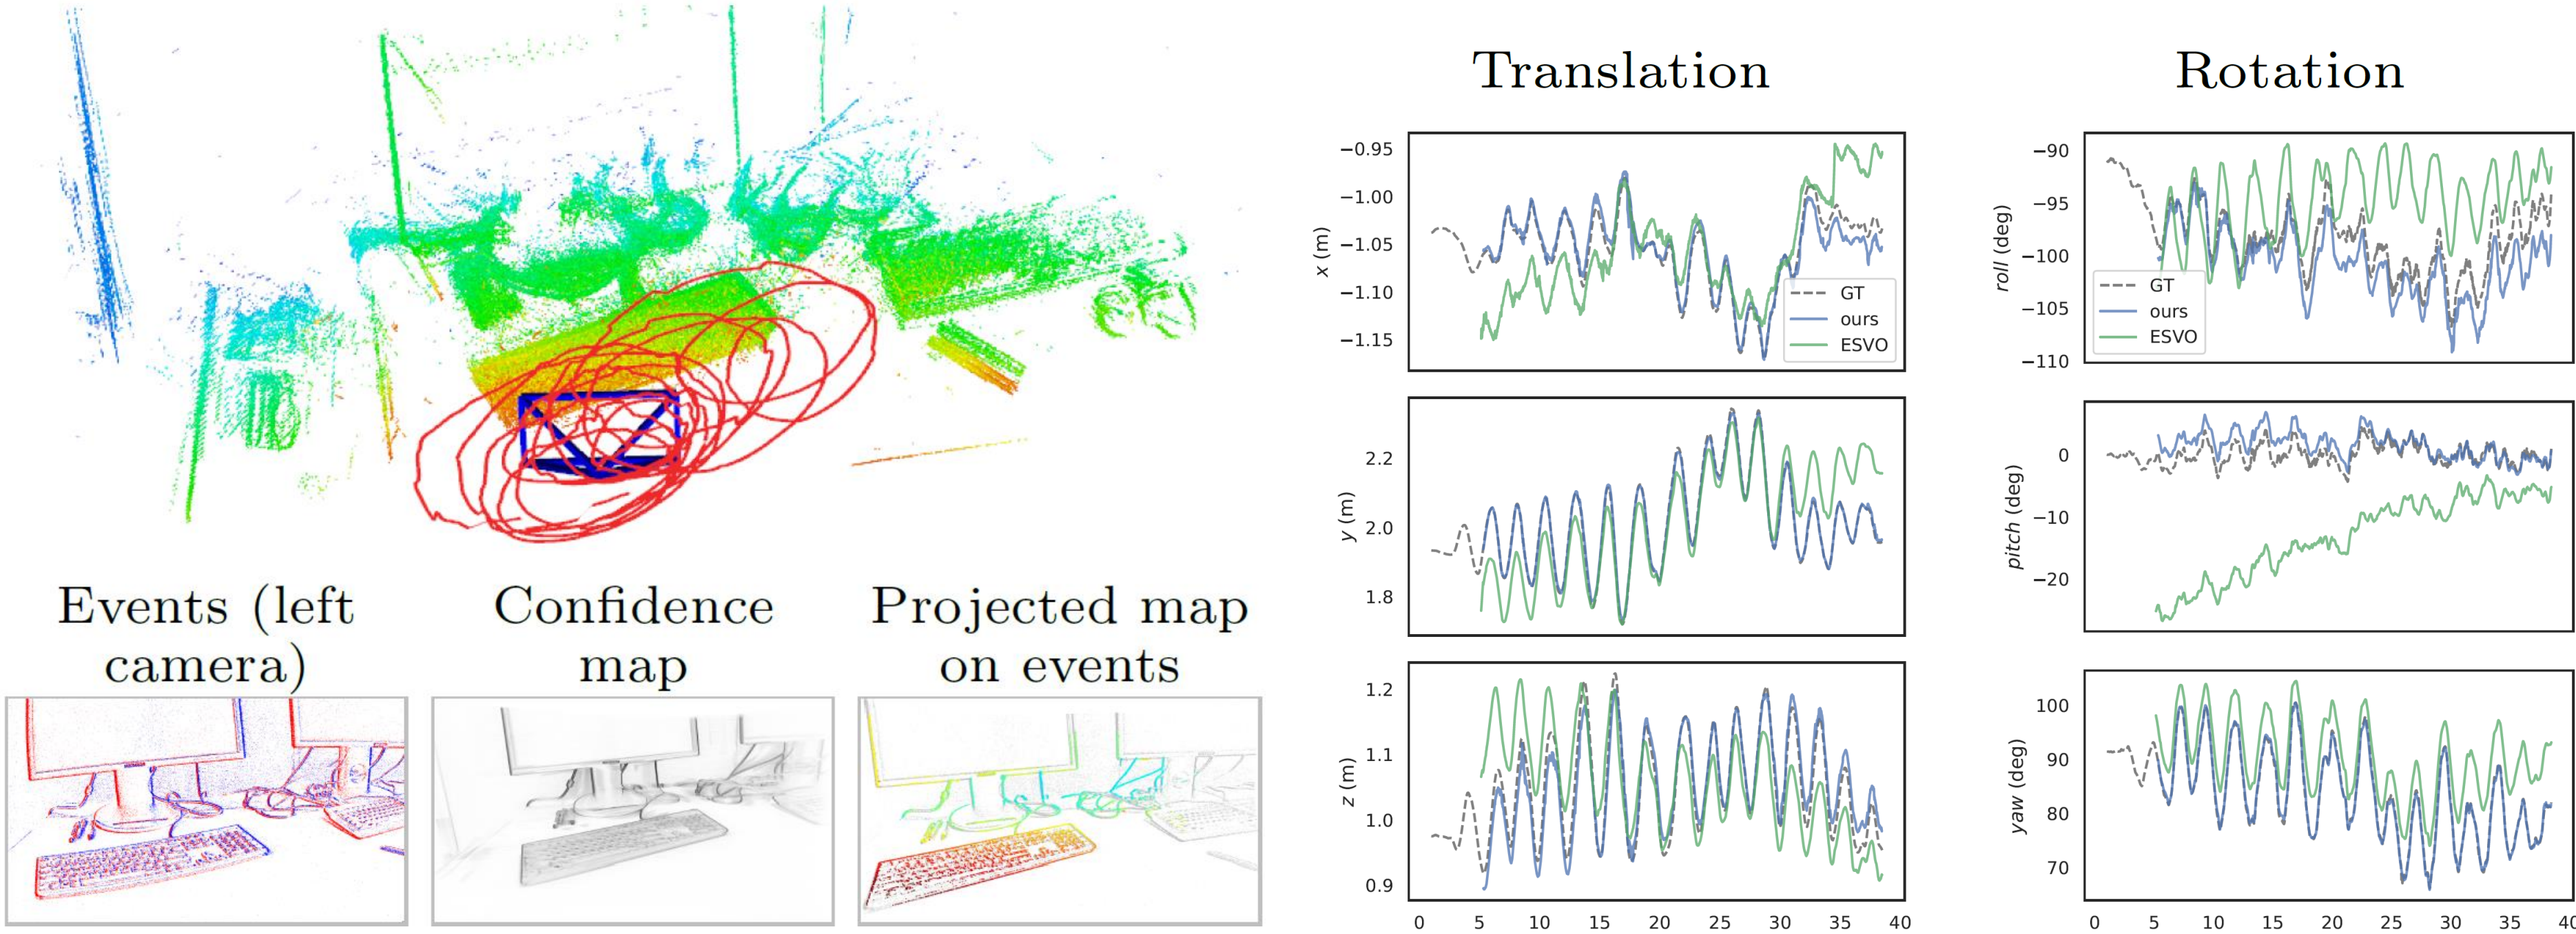 Translation
Rotation
−0.95
−1.00
−1.05
−1.10
−1.15
x (m)
GT
ours
ESVO
−90
−95
−100
−105
−110
roll (deg)
GT
ours
ESVO
2.2
2.0
1.8
y (m)
0
−10
−20
pitch (deg)
Events (left
camera)
Confidence
map
Projected map
on events
1.2
1.1
1.0
0.9
z (m)
0 5 10 15 20 25 30 35 40
100
90
80
70
yaw (deg)
0 5 10 15 20 25 30 35 40